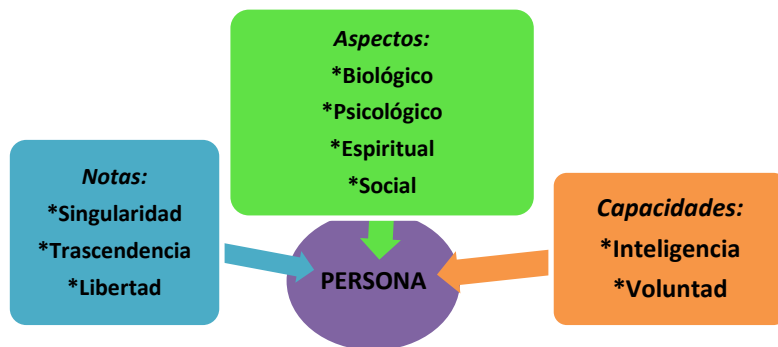 Aspectos:
*Biológico
*Psicológico
*Espiritual
*Social
Notas:
*Singularidad
*Trascendencia
*Libertad
Capacidades:
*Inteligencia
*Voluntad
PERSONA